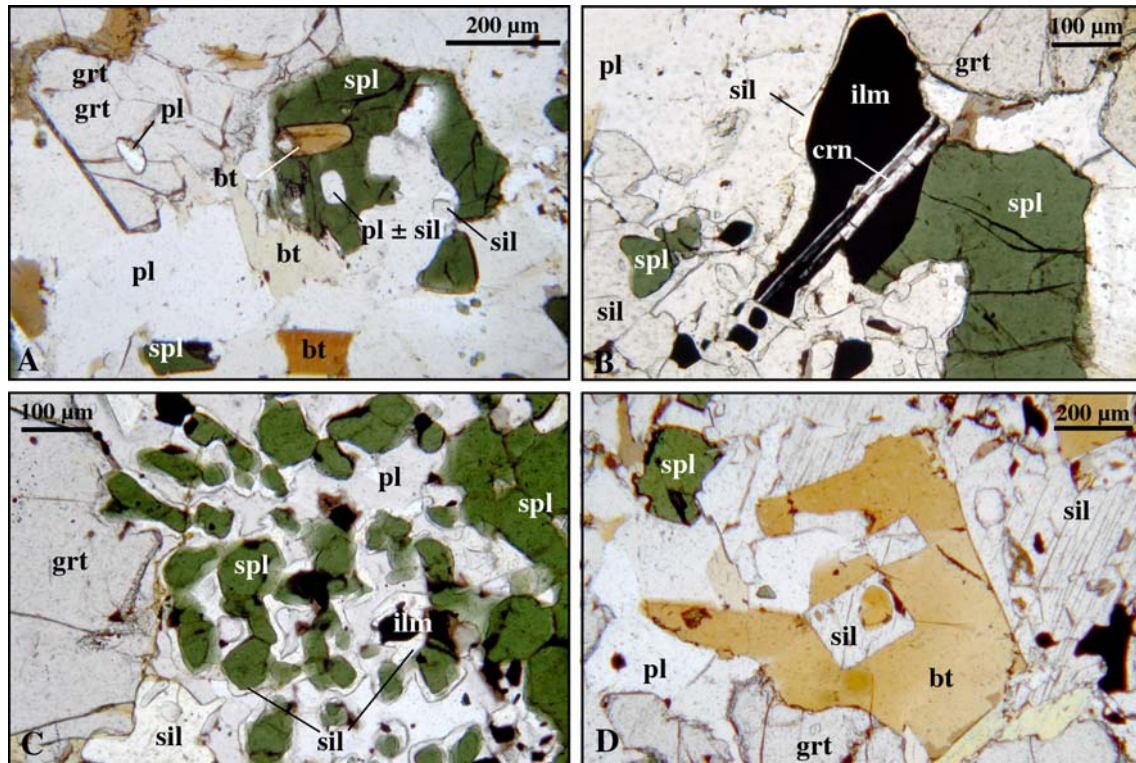 200 µm
grt
grt
pl
spl
bt
pl ± sil
sil
bt
pl
spl
bt
A
100 µm
pl
grt
sil
ilm
crn
spl
spl
sil
B
100 µm
pl
spl
grt
spl
ilm
sil
sil
C
200 µm
spl
sil
sil
pl
bt
grt
D